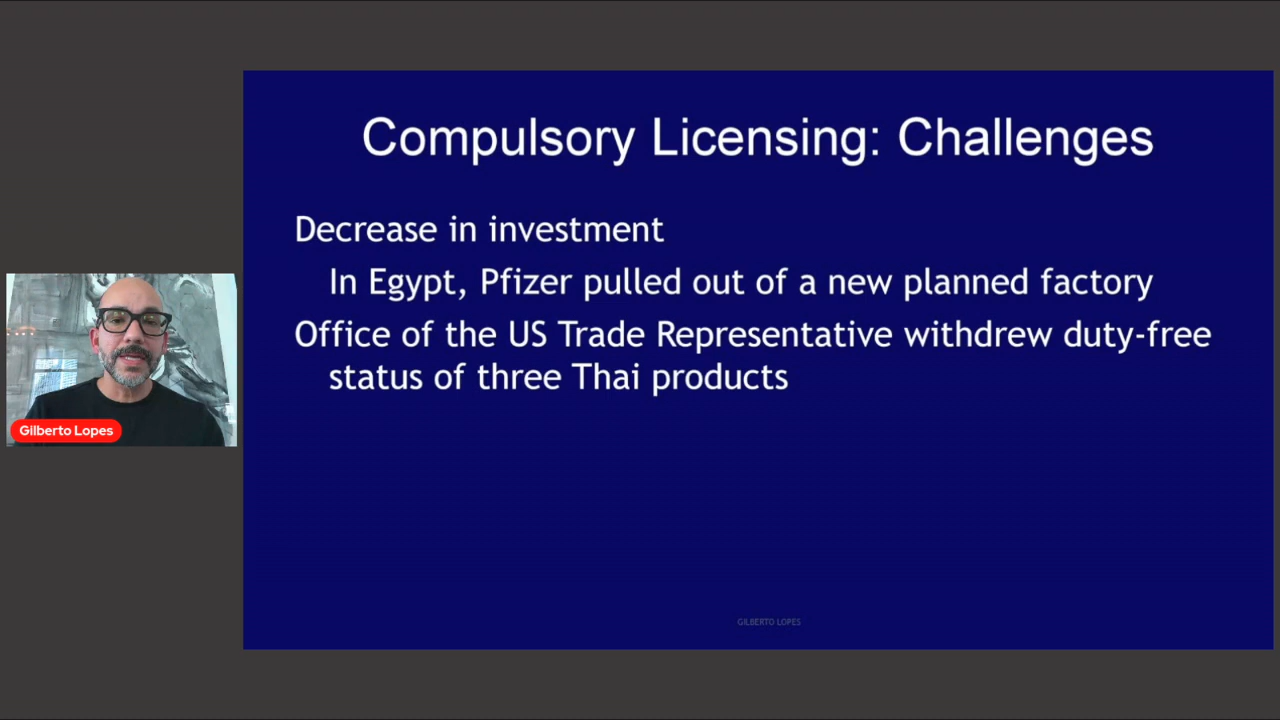 Compulsory Licensing: Challenges
Decrease in investment
In Egypt, Pfizer pulled out of a new planned factory
Office of the US Trade Representative withdrew duty-free
status of three Thai products
Gilberto Lopes
GILBERTO LOPES